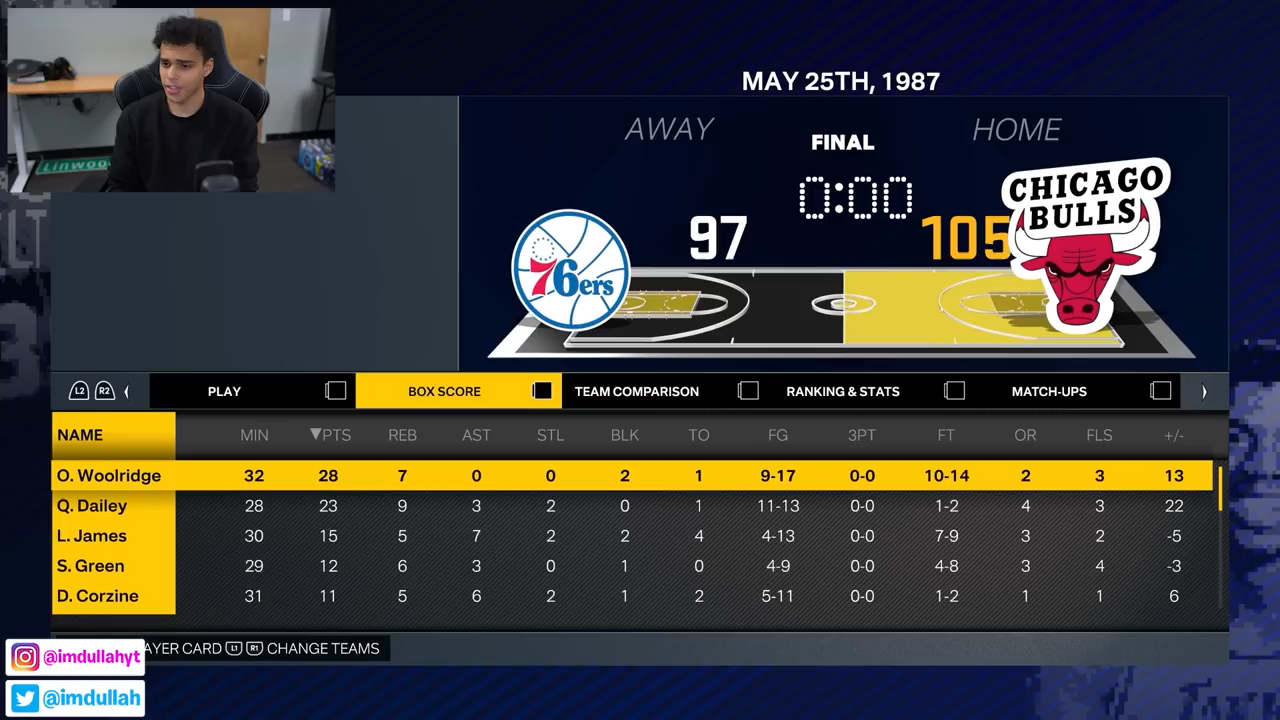 Linwoo
MAY 25TH, 1987
AWAY
FINAL
HOME
0:00
97
105
76ers
CHICAGO
BULLS
L2 R2 PLAY BOX SCORE TEAM COMPARISON RANKING & STATS MATCH-UPS
NAME MIN ▼PTS REB AST STL BLK TO FG 3PT FT OR FLS +/-
O. Woolridge 32 28 7 0 0 2 1 9-17 0-0 10-14 2 3 13
Q. Dailey 28 23 9 3 2 0 1 11-13 0-0 1-2 4 3 22
L. James 30 15 5 7 2 2 4 4-13 0-0 7-9 3 2 -5
S. Green 29 12 6 3 0 1 0 4-9 0-0 4-8 3 4 -3
D. Corzine 31 11 5 6 2 1 2 5-11 0-0 1-2 1 1 6
AYER CARD L1 R1 CHANGE TEAMS
@imdullahyt
@imdullah